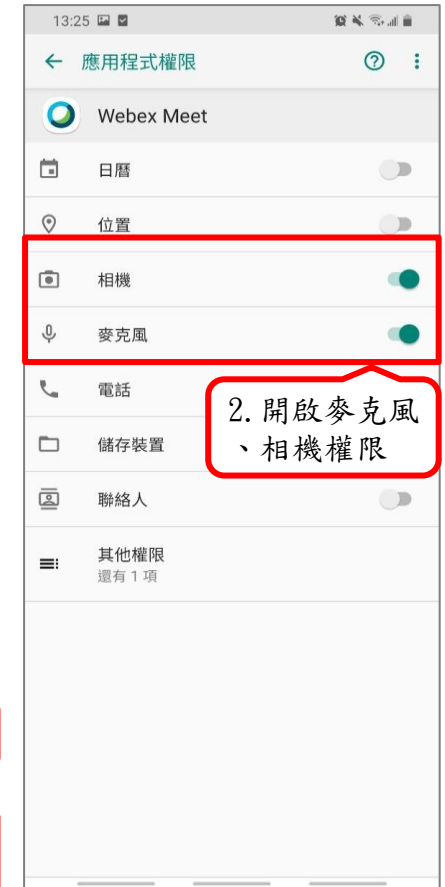 13:25
應用程式權限
Webex Meet
日曆
位置
相機
麥克風
電話
儲存裝置
2.開啟麥克風
、相機權限
聯絡人
其他權限
還有 1 項